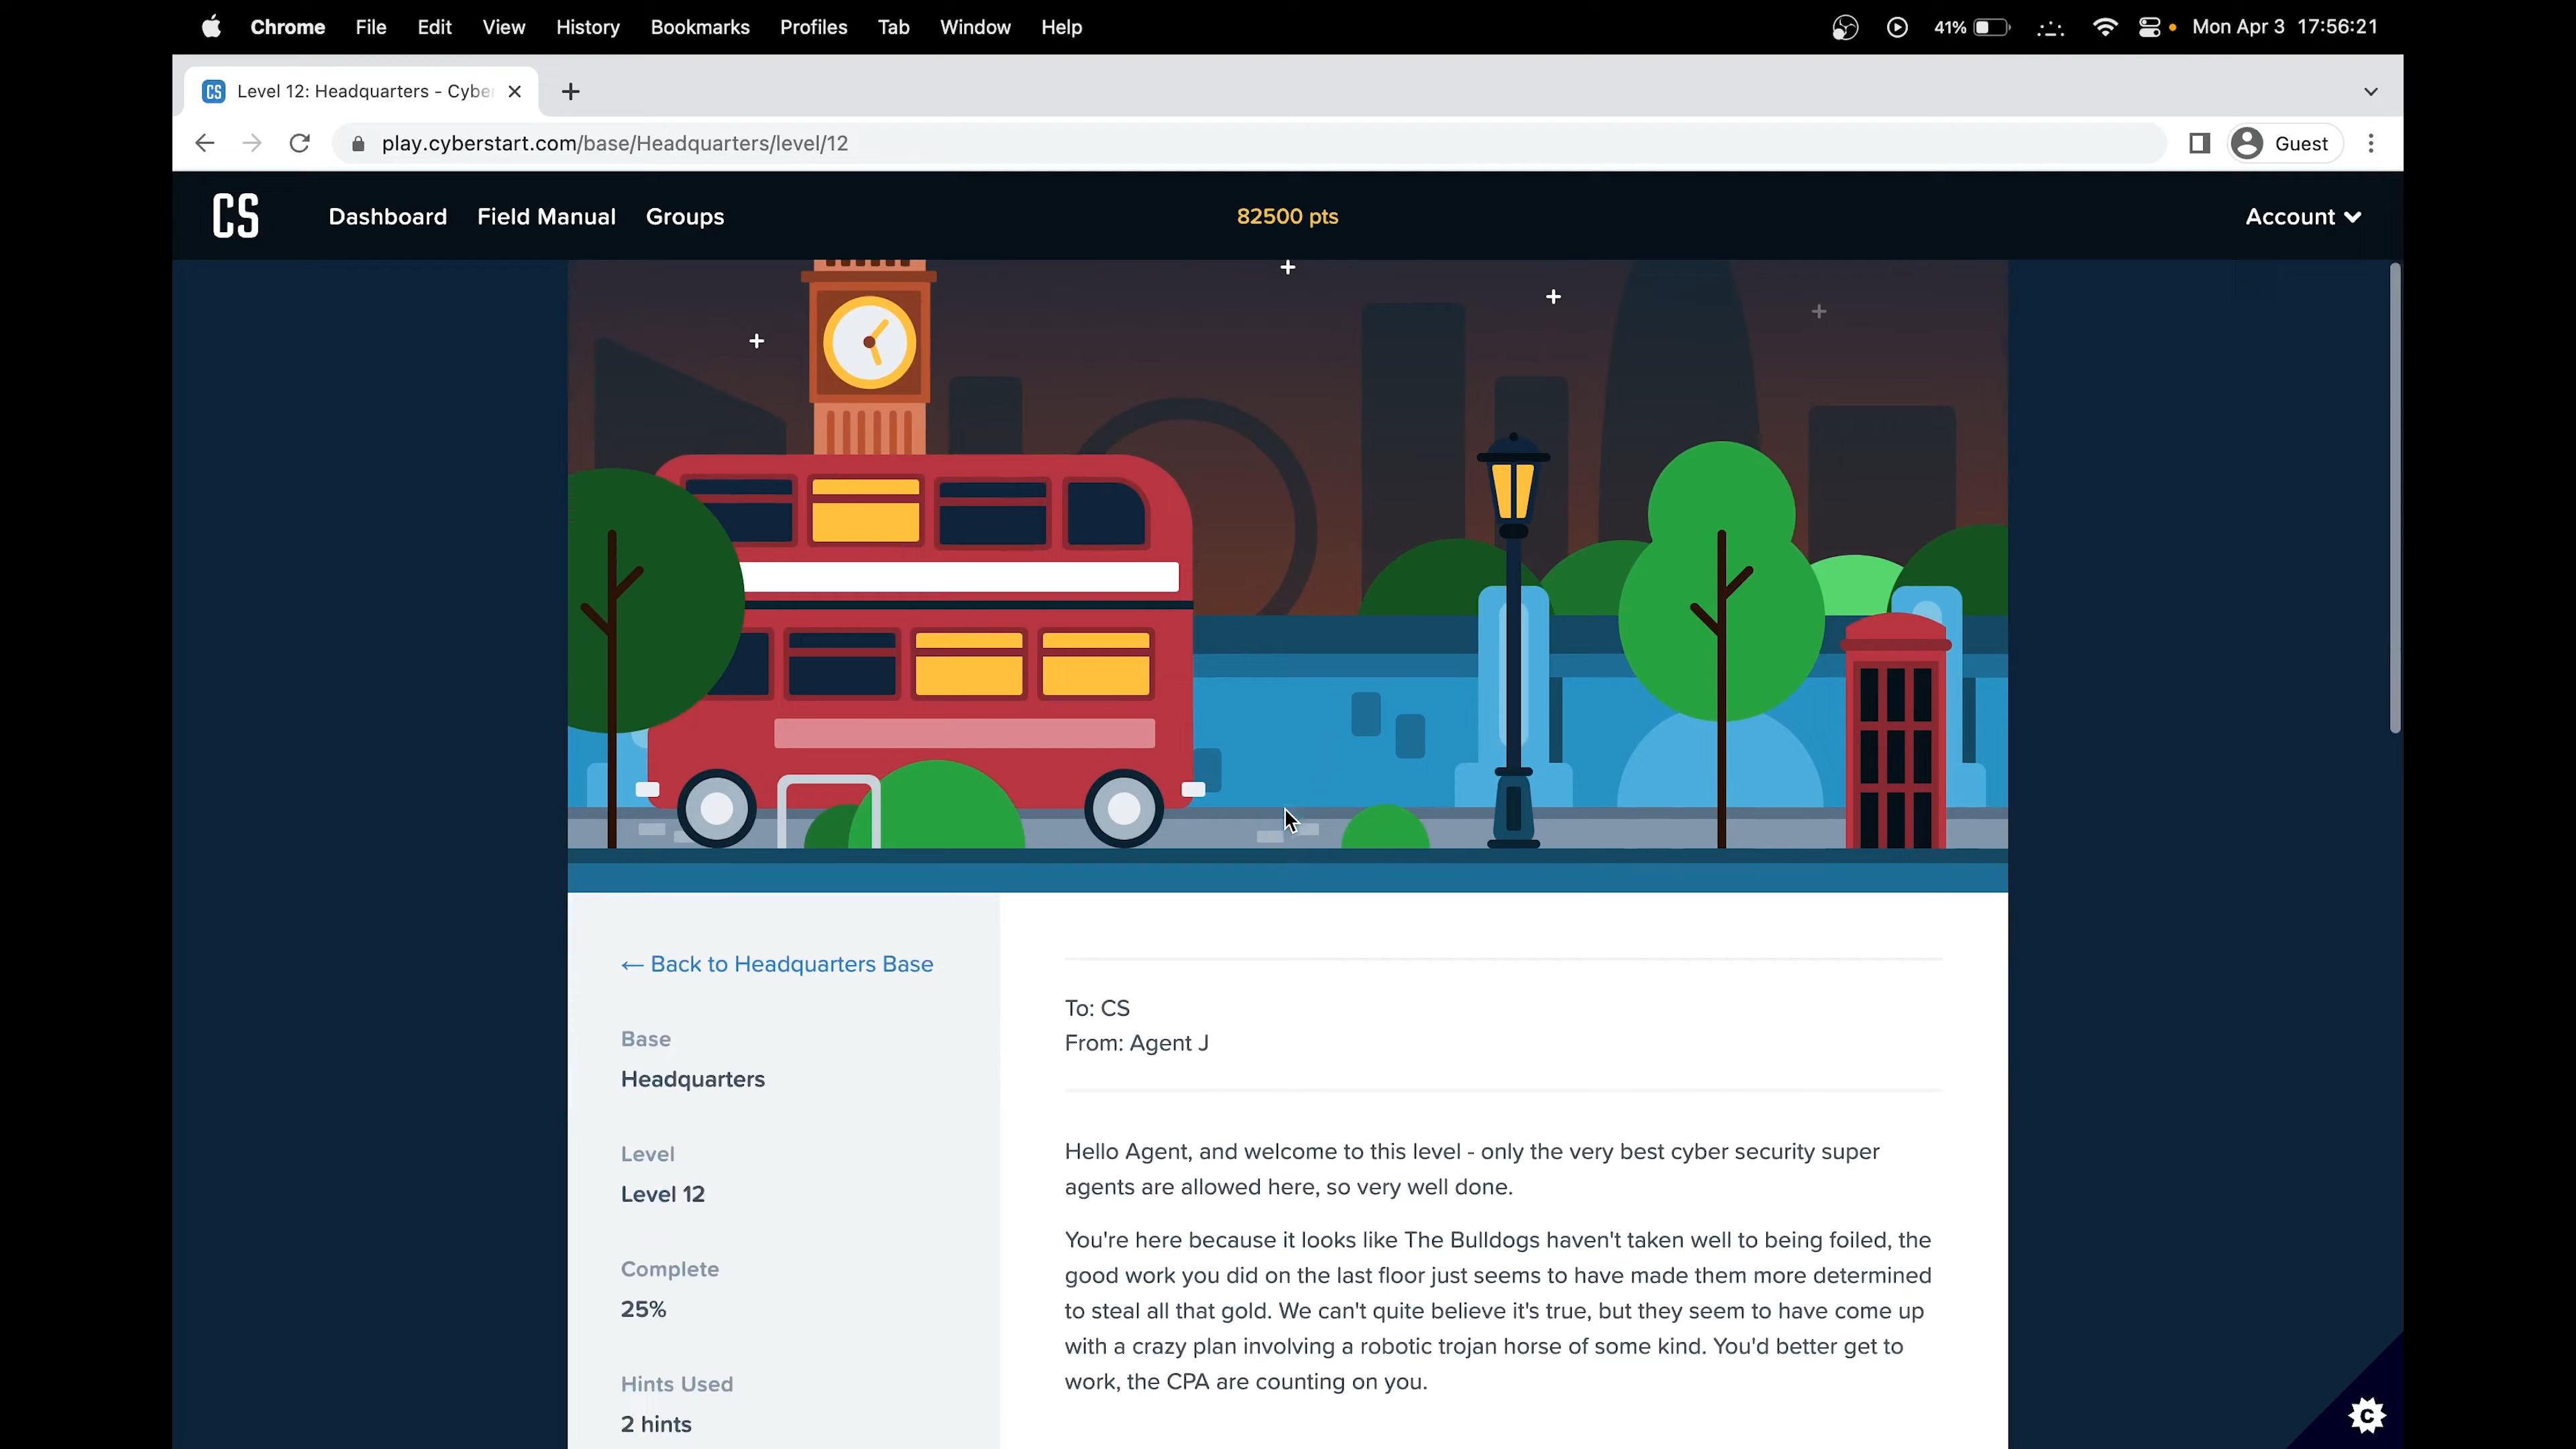 Chrome File Edit View History Bookmarks Profiles Tab Window Help 41% Mon Apr 3 17:56:21
CS Level 12: Headquarters - Cybe
play.cyberstart.com/base/Headquarters/level/12 Guest
CS Dashboard Field Manual Groups 82500 pts Account
← Back to Headquarters Base
Base
Headquarters
Level
Level 12
Complete
25%
Hints Used
2 hints
To: CS
From: Agent J
Hello Agent, and welcome to this level - only the very best cyber security super
agents are allowed here, so very well done.
You're here because it looks like The Bulldogs haven't taken well to being foiled, the
good work you did on the last floor just seems to have made them more determined
to steal all that gold. We can't quite believe it's true, but they seem to have come up
with a crazy plan involving a robotic trojan horse of some kind. You'd better get to
work, the CPA are counting on you.
C